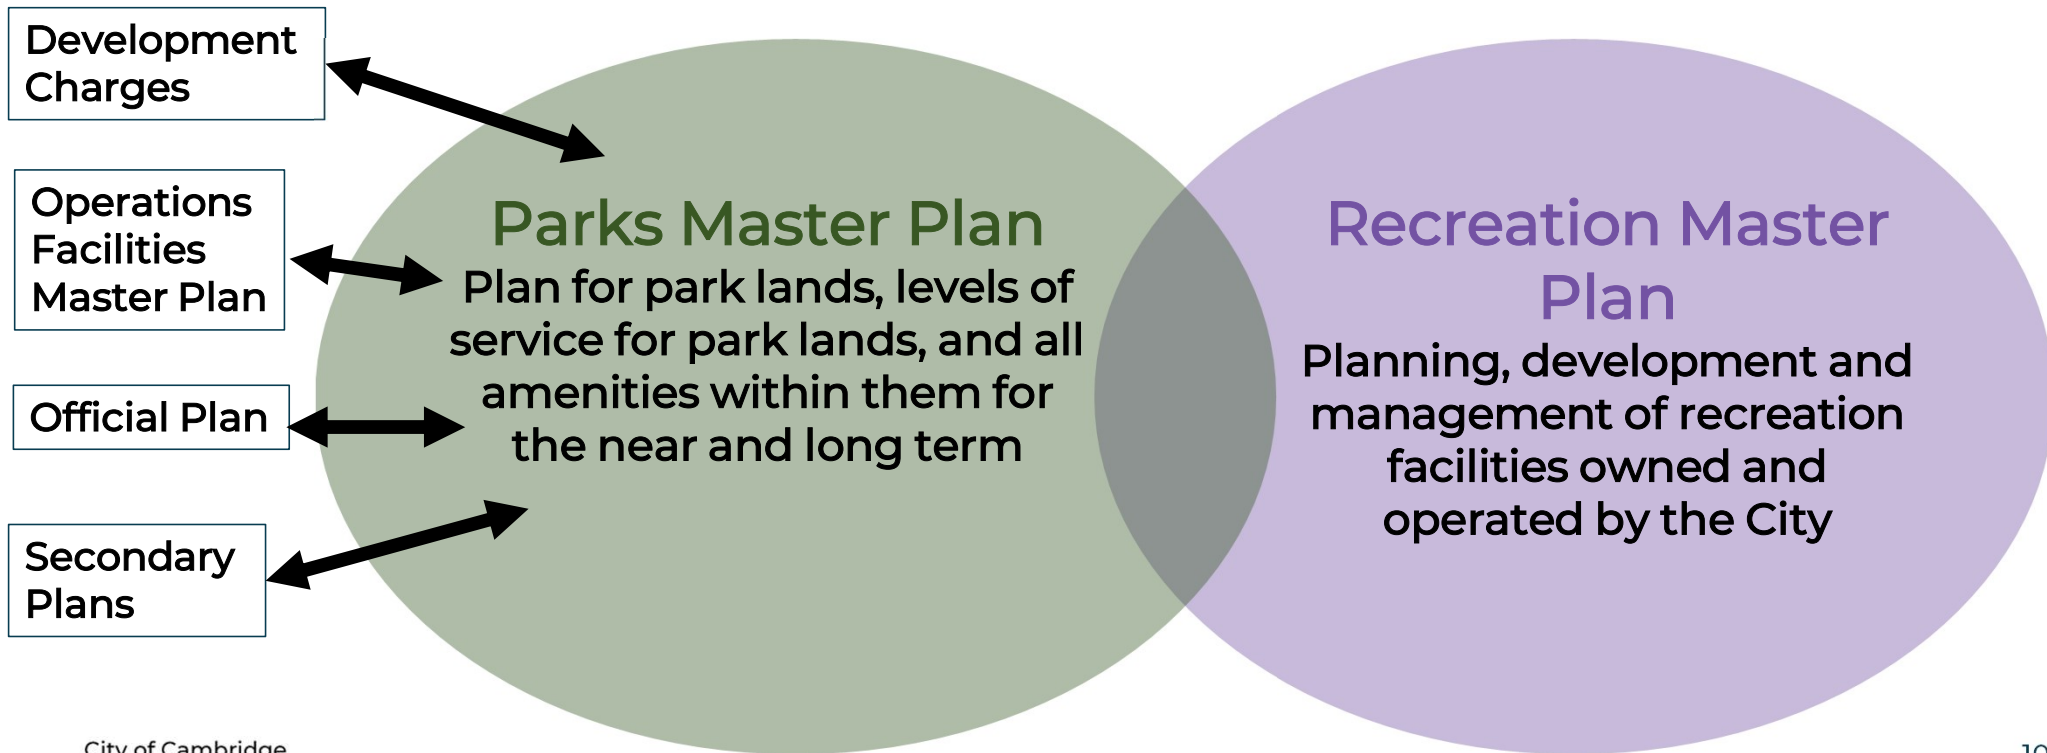 Development
Charges
Operations
Facilities
Master Plan
Official Plan
Secondary
Plans
Parks Master Plan
Plan for park lands, levels of
service for park lands, and all
amenities within them for
the near and long term
Recreation Master
Plan
Planning, development and
management of recreation
facilities owned and
operated by the City
City of Cambridge
10